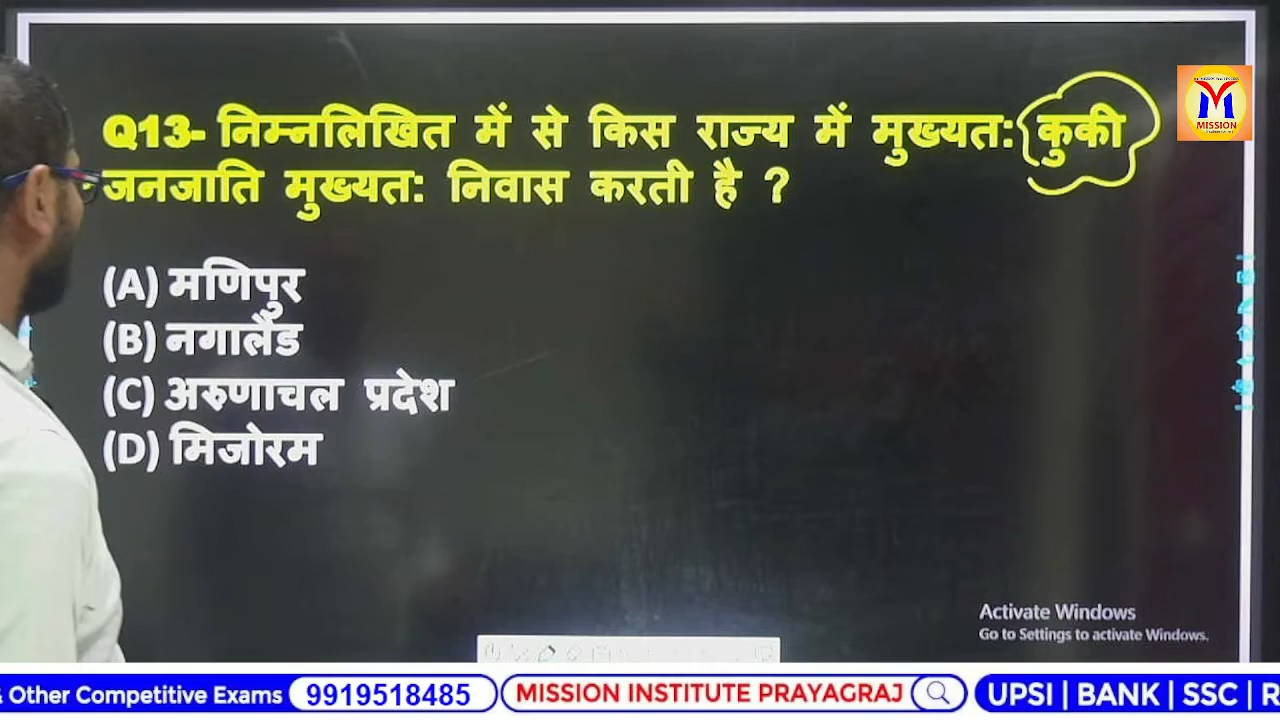 MISSION
Q13- निम्नलिखित में से किस राज्य में मुख्यत: कुकी
जनजाति मुख्यत: निवास करती है ?
(A) मणिपुर
(B) नगालैंड
(C) अरुणाचल प्रदेश
(D) मिजोरम
Activate Windows
Go to Settings to activate Windows.
& Other Competitive Exams 9919518485 MISSION INSTITUTE PRAYAGRAJ UPSI | BANK | SSC | R